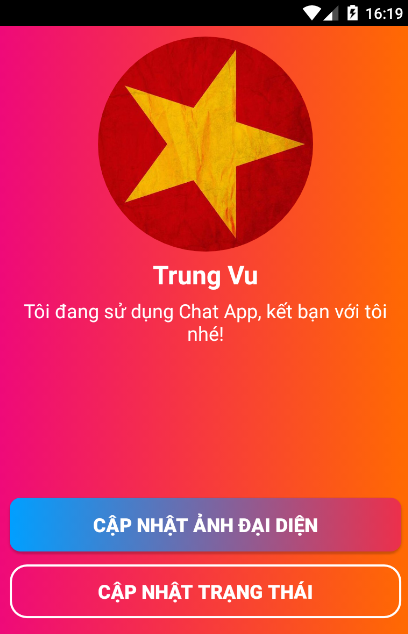 16:19
Trung Vu
Tôi đang sử dụng Chat App, kết bạn với tôi
nhé!
CẬP NHẬT ẢNH ĐẠI DIỆN
CẬP NHẬT TRẠNG THÁI